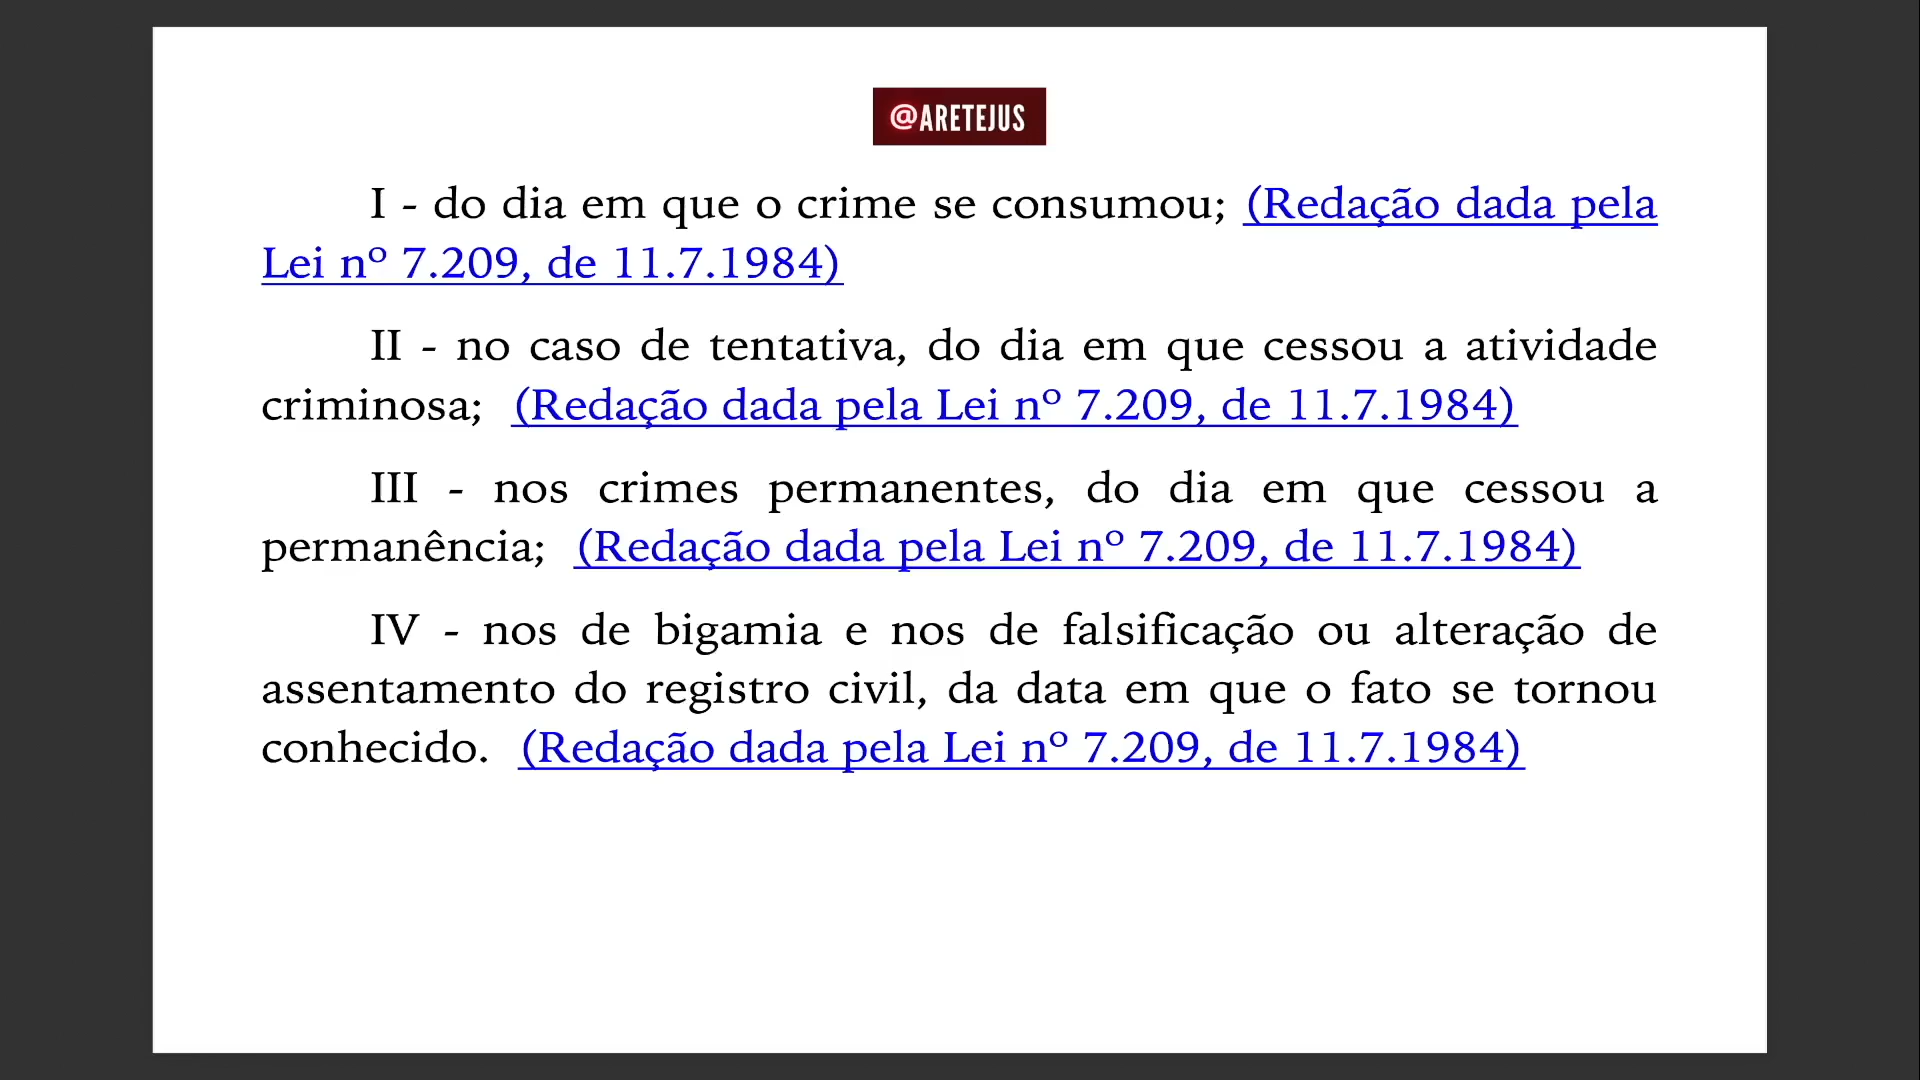 @ARETEJUS
I - do dia em que o crime se consumou; (Redação dada pela
Lei nº 7.209, de 11.7.1984)
II - no caso de tentativa, do dia em que cessou a atividade
criminosa; (Redação dada pela Lei nº 7.209, de 11.7.1984)
III - nos crimes permanentes, do dia em que cessou a
permanência; (Redação dada pela Lei nº 7.209, de 11.7.1984)
IV - nos de bigamia e nos de falsificação ou alteração de
assentamento do registro civil, da data em que o fato se tornou
conhecido. (Redação dada pela Lei nº 7.209, de 11.7.1984)